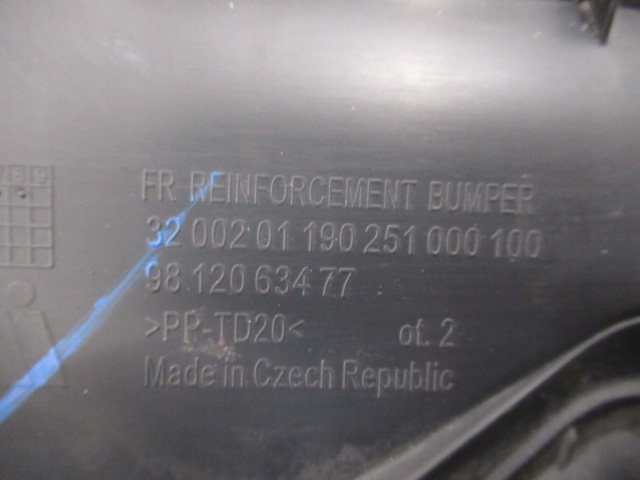 FR REINFORCEMENT BUMPER
32 002 01 190 251 000 100
98 120 634 77
>PP-TD20< ot. 2
Made in Czech Republic